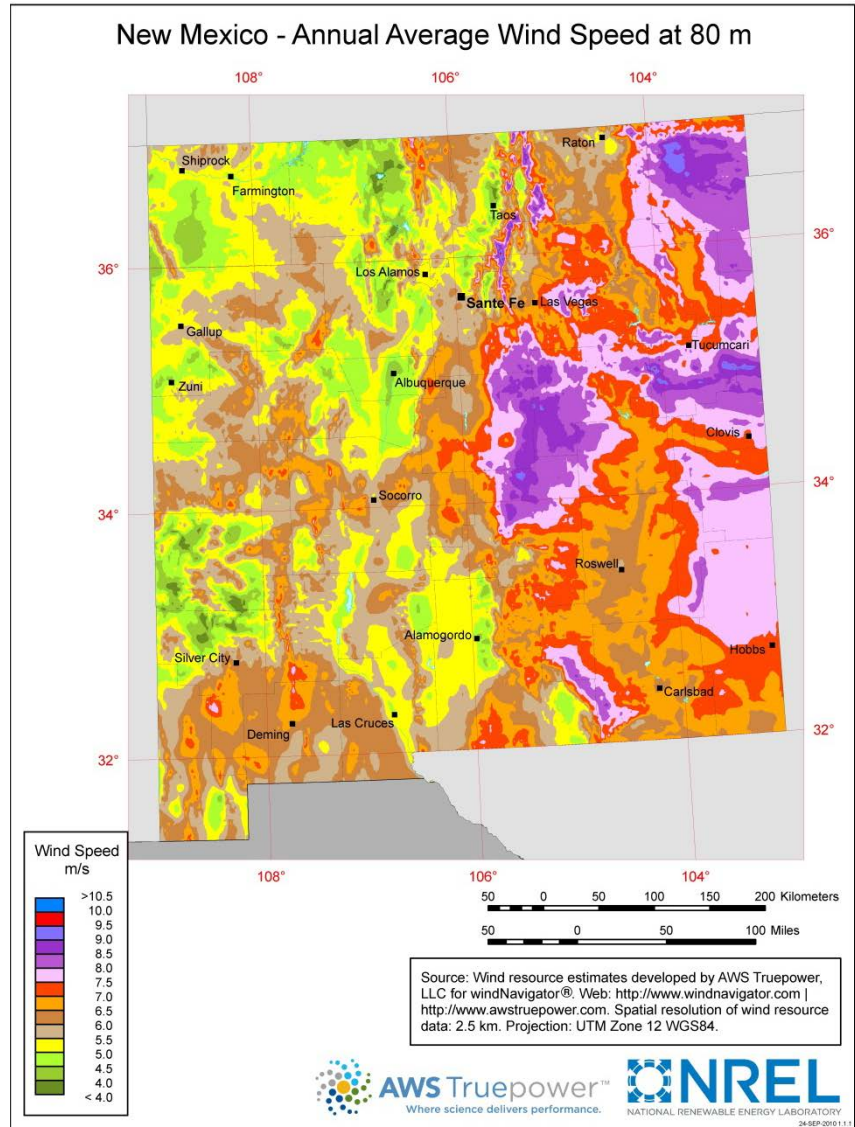 New Mexico - Annual Average Wind Speed at 80 m
108° 106° 104°
Raton
Shiprock
Farmington
Taos
36° 36°
Los Alamos
Sante Fe
Las Vegas
Gallup
Tucumcari
Albuquerque
Zuni
Clovis
Socorro
34° 34°
Roswell
Alamogordo
Hobbs
Silver City
Carlsbad
Las Cruces
Deming
32° 32°
108° 106° 104°
Wind Speed
m/s
>10.5
10.0
9.5
9.0
8.5
8.0
7.5
7.0
6.5
6.0
5.5
5.0
4.5
4.0
< 4.0
50 0 50 100 150 200 Kilometers
50 0 50 100 Miles
Source: Wind resource estimates developed by AWS Truepower,
LLC for windNavigator®. Web: http://www.windnavigator.com |
http://www.awstruepower.com. Spatial resolution of wind resource
data: 2.5 km. Projection: UTM Zone 12 WGS84.
AWS Truepower™
Where science delivers performance.
NREL
NATIONAL RENEWABLE ENERGY LABORATORY
24-SEP-2010 1.1.1